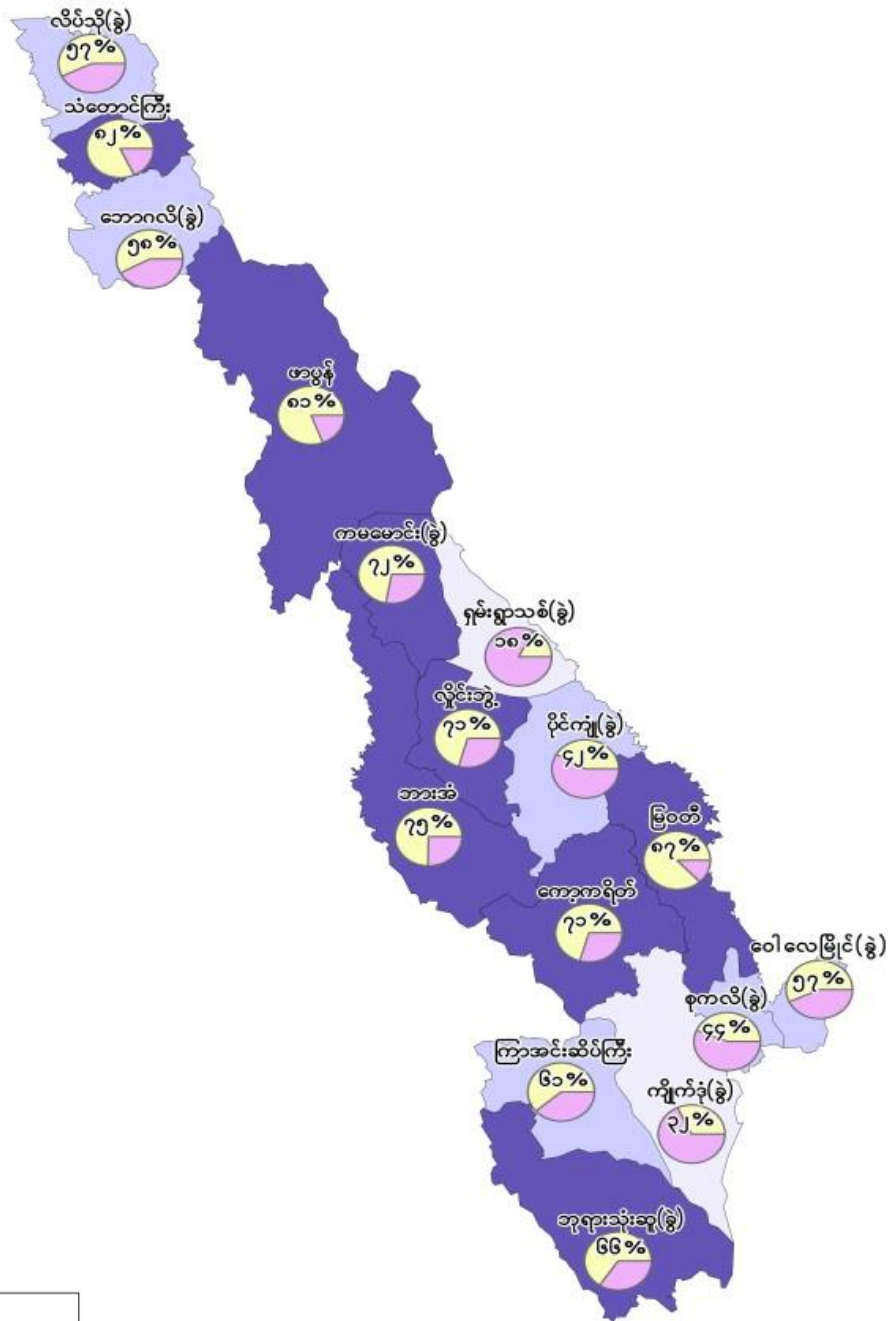 လိပ်သို(ခွဲ)
၅၇%
သံတောင်ကြီး
၈၂%
ဘောဂလိ(ခွဲ)
၅၈%
ဖာပွန်
၈၁%
ကမမောင်း(ခွဲ)
၇၂%
ရှမ်းရွာသစ်(ခွဲ)
၁၈%
လှိုင်းဘွဲ့
၇၁%
ပိုင်ကျုံ(ခွဲ)
၄၂%
ဘားအံ
၇၅%
မြဝတီ
၈၇%
ကော့ကရိတ်
၇၁%
ဝေါလေမြိုင်(ခွဲ)
၅၇%
စုကလိ(ခွဲ)
၄၄%
ကြာအင်းဆိပ်ကြီး
၆၁%
ကျိုက်ဒုံ(ခွဲ)
၃၂%
ဘုရားသုံးဆူ(ခွဲ)
၆၆%